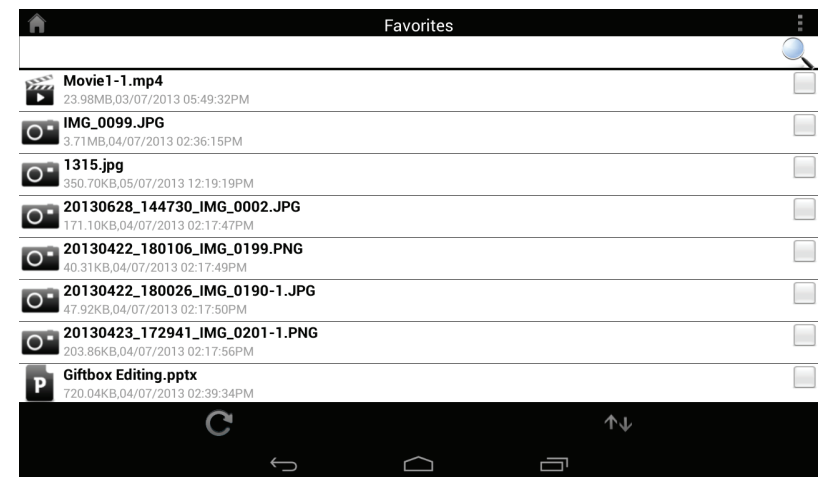 Favorites
Movie1-1.mp4
23.98MB,03/07/2013 05:49:32PM
IMG_0099.JPG
3.71MB,04/07/2013 02:36:15PM
1315.jpg
350.70KB,05/07/2013 12:19:19PM
20130628_144730_IMG_0002.JPG
171.10KB,04/07/2013 02:17:47PM
20130422_180106_IMG_0199.PNG
40.31KB,04/07/2013 02:17:49PM
20130422_180026_IMG_0190-1.JPG
47.92KB,04/07/2013 02:17:50PM
20130423_172941_IMG_0201-1.PNG
203.86KB,04/07/2013 02:17:56PM
P
Giftbox Editing.pptx
720.04KB,04/07/2013 02:39:34PM